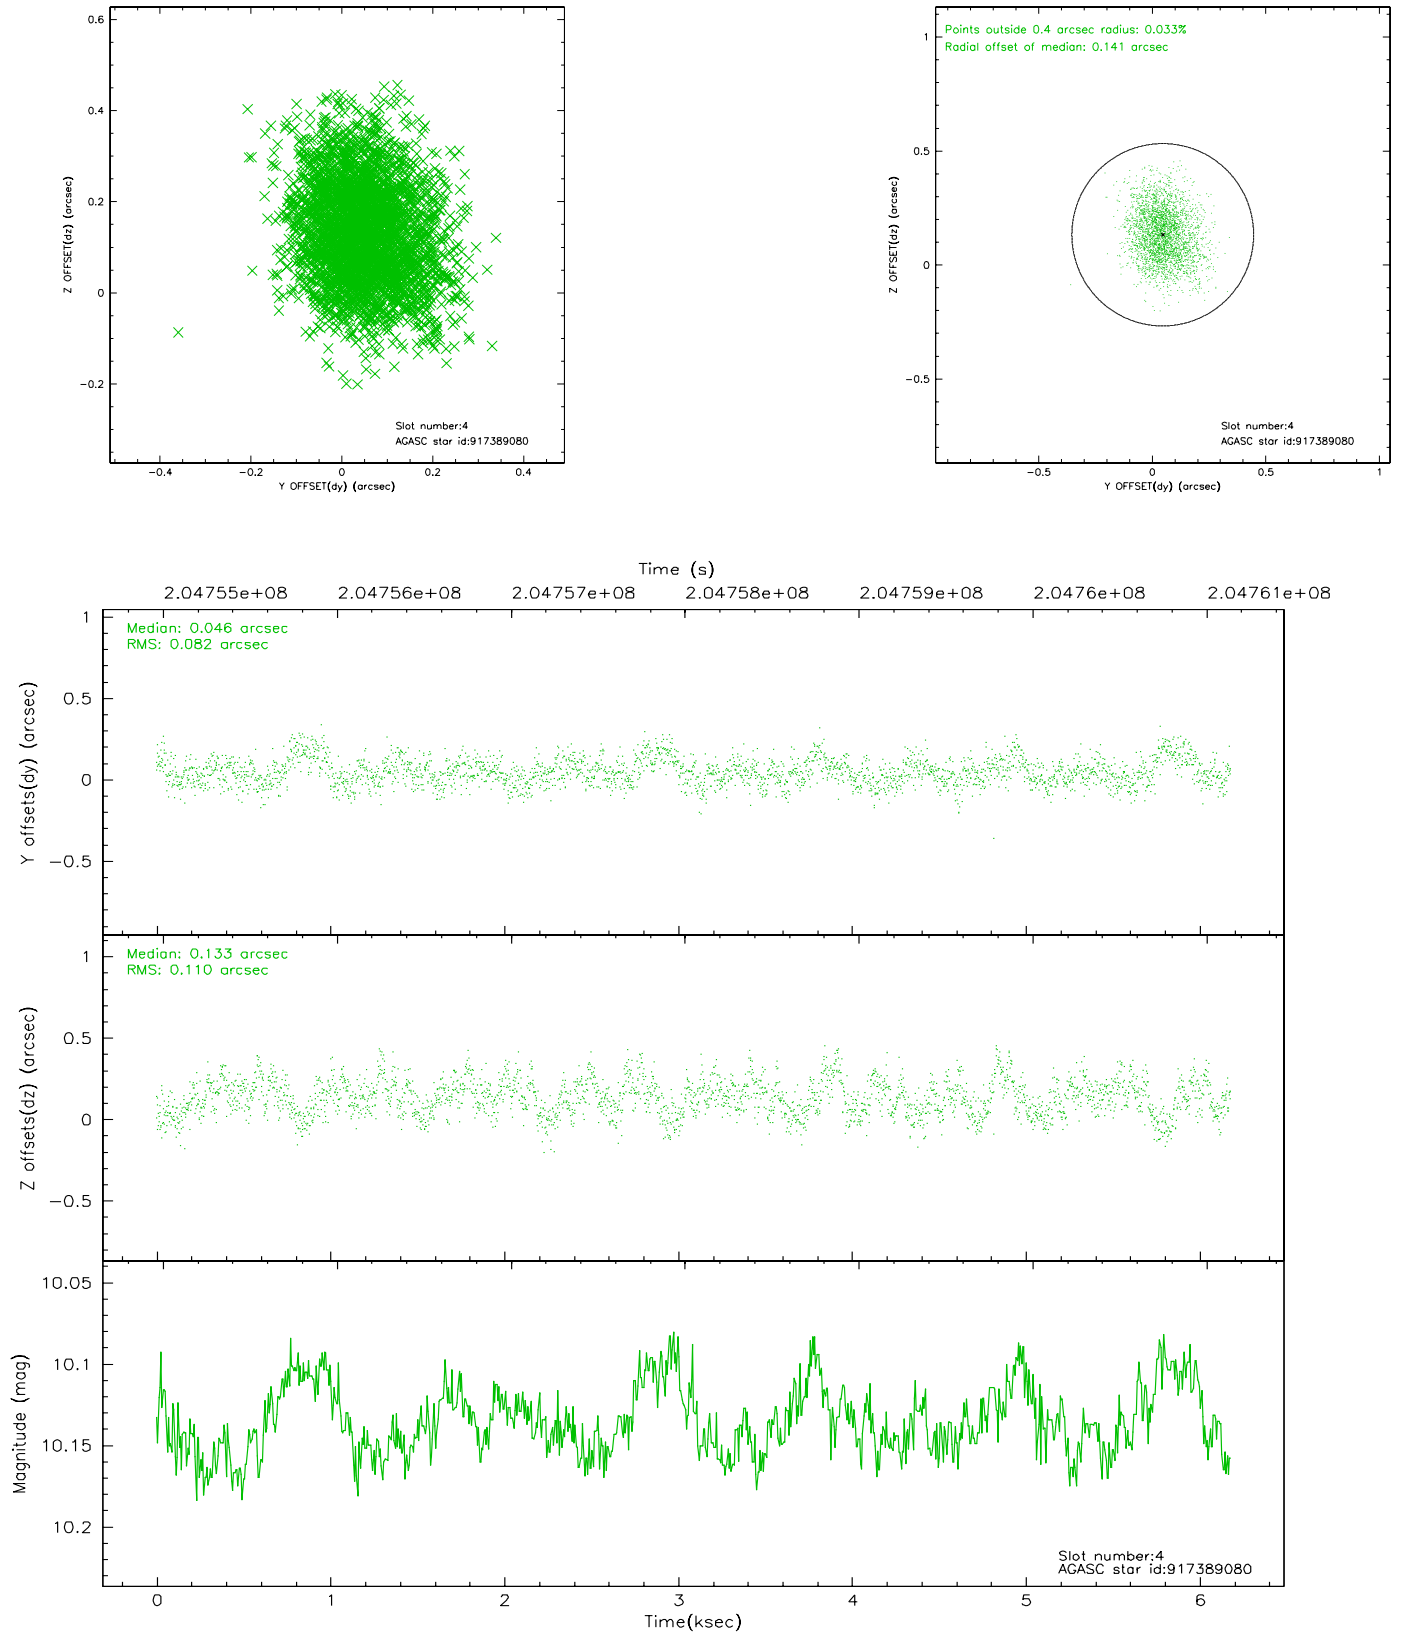 0.6
0.4
0.2
0
−0.2
Z OFFSET(dz) (arcsec)
−0.4 −0.2 0 0.2 0.4
Y OFFSET(dy) (arcsec)
Slot number:4
AGASC star id:917389080
Points outside 0.4 arcsec radius: 0.033%
Radial offset of median: 0.141 arcsec
1
0.5
0
−0.5
Z OFFSET(dz) (arcsec)
−0.5 0 0.5 1
Y OFFSET(dy) (arcsec)
Slot number:4
AGASC star id:917389080
Time (s)
2.04755e+08 2.04756e+08 2.04757e+08 2.04758e+08 2.04759e+08 2.0476e+08 2.04761e+08
Median: 0.046 arcsec
RMS: 0.082 arcsec
1
0.5
0
−0.5
Y offsets(dy) (arcsec)
Median: 0.133 arcsec
RMS: 0.110 arcsec
1
0.5
0
−0.5
Z offsets(dz) (arcsec)
10.05
10.1
10.15
10.2
Magnitude (mag)
Slot number:4
AGASC star id:917389080
0 1 2 3 4 5 6
Time(ksec)